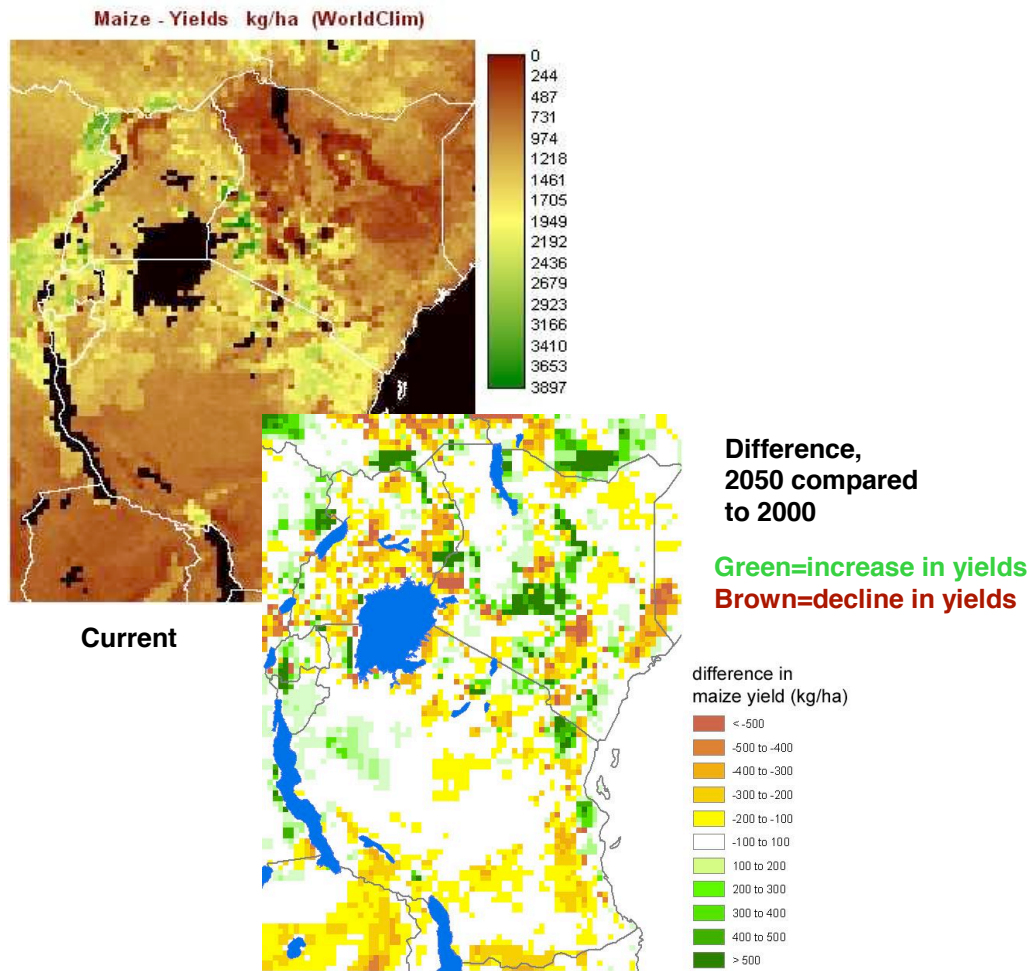 Maize - Yields kg/ha (WorldClim)
0
244
487
731
974
1218
1461
1705
1949
2192
2436
2679
2923
3166
3410
3653
3897
Current
Difference,
2050 compared
to 2000
Green=increase in yields
Brown=decline in yields
difference in
maize yield (kg/ha)
< -500
-500 to -400
-400 to -300
-300 to -200
-200 to -100
-100 to 100
100 to 200
200 to 300
300 to 400
400 to 500
> 500